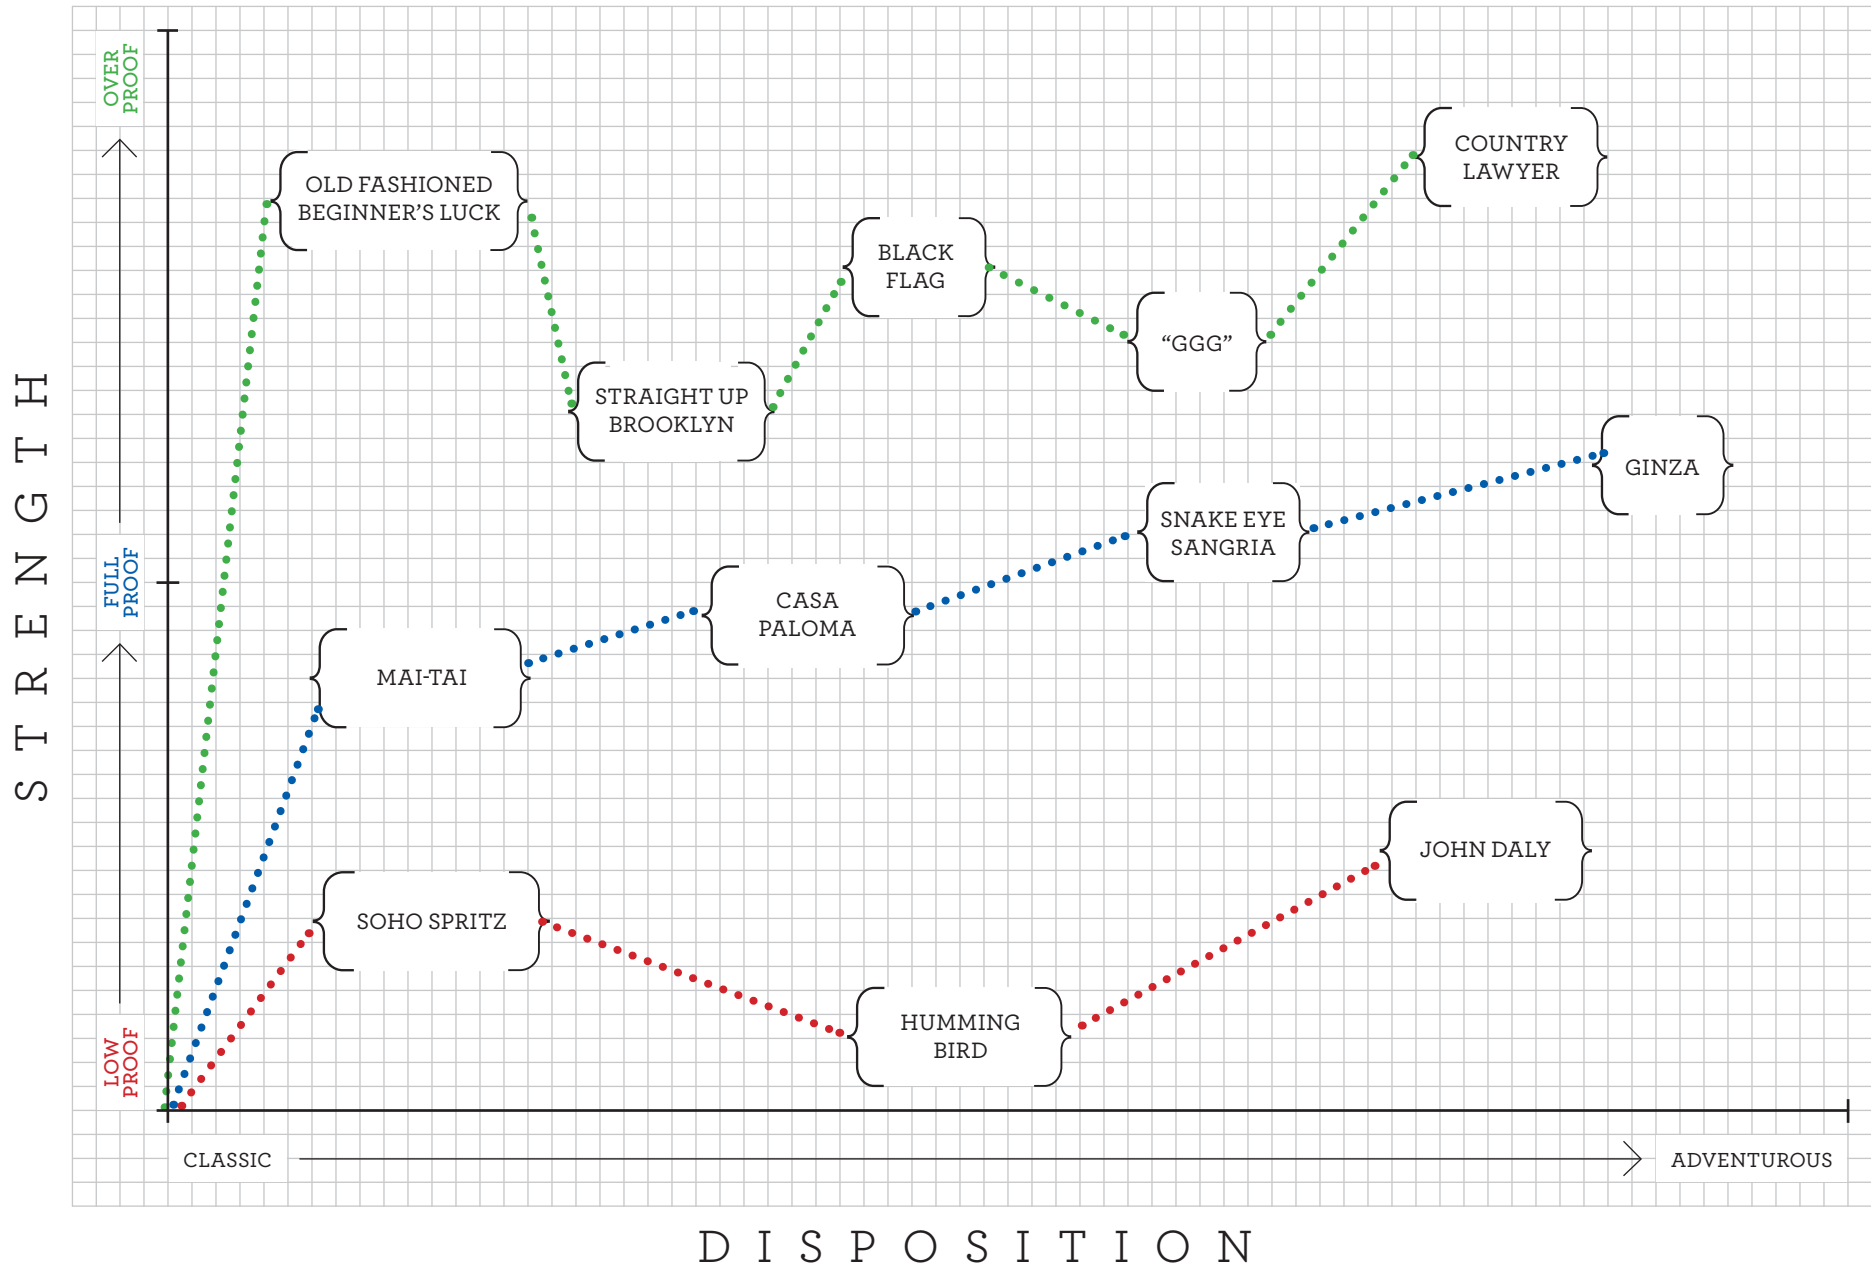 OVER
PROOF
COUNTRY
LAWYER
OLD FASHIONED
BEGINNER'S LUCK
BLACK
FLAG
“GGG”
STRAIGHT UP
BROOKLYN
GINZA
SNAKE EYE
SANGRIA
FULL
PROOF
STRENGTH
CASA
PALOMA
MAI-TAI
JOHN DALY
SOHO SPRITZ
HUMMING
BIRD
LOW
PROOF
CLASSIC
ADVENTUROUS
DISPOSITION